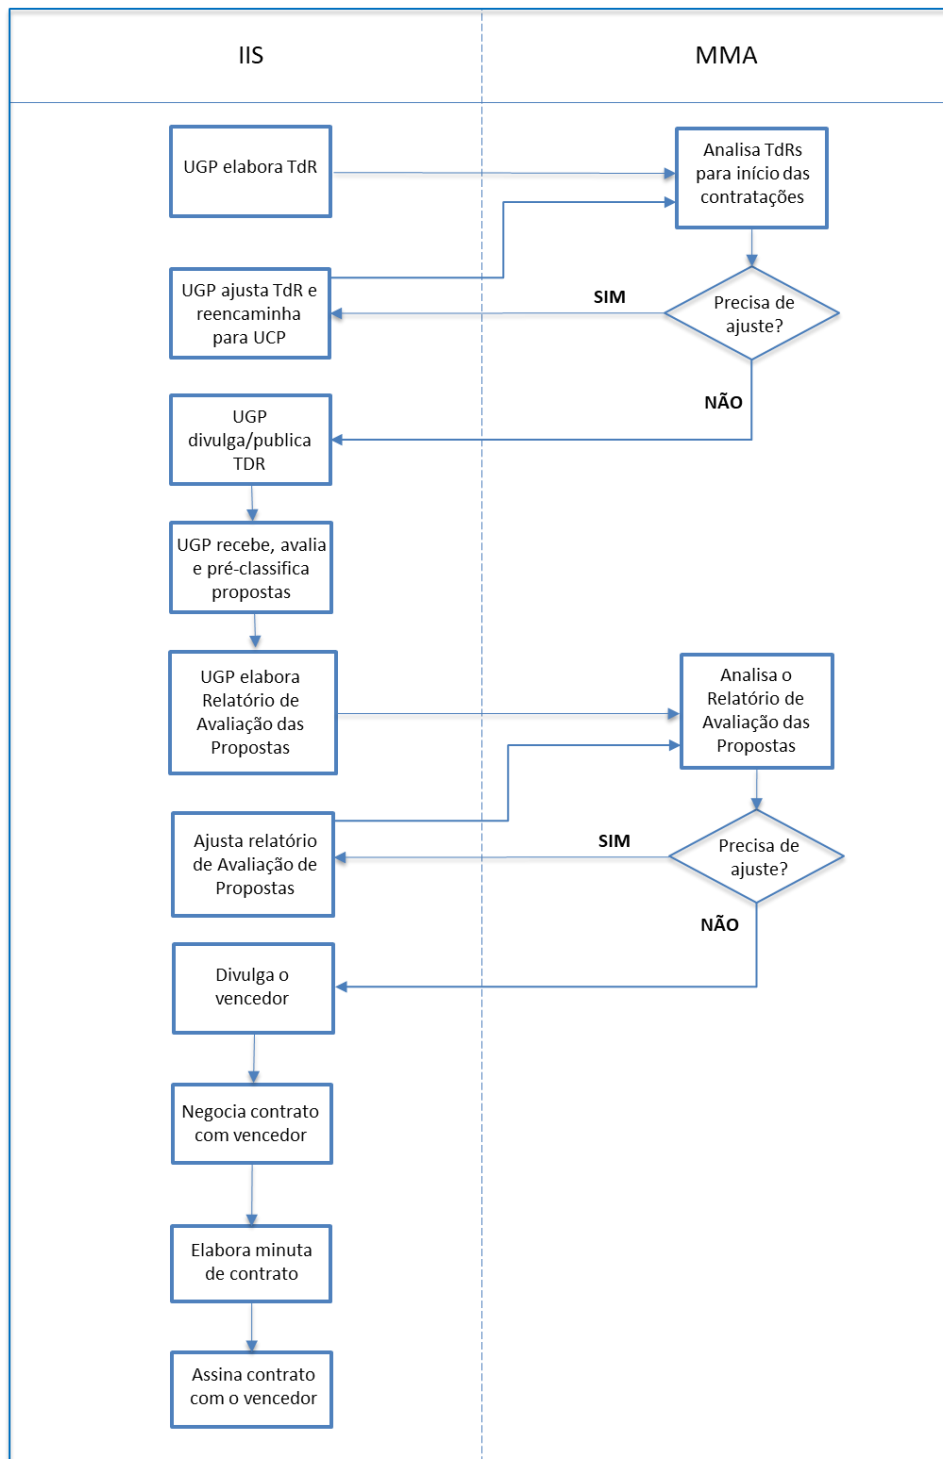 IIS
MMA
UGP elabora TdR
Analisa TdRs
para início das
contratações
UGP ajusta TdR e
reencaminha
para UCP
SIM
Precisa de
ajuste?
NÃO
UGP
divulga/publica
TDR
UGP recebe, avalia
e pré-classifica
propostas
UGP elabora
Relatório de
Avaliação das
Propostas
Analisa o
Relatório de
Avaliação das
Propostas
Ajusta relatório
de Avaliação de
Propostas
SIM
Precisa de
ajuste?
NÃO
Divulga o
vencedor
Negocia contrato
com vencedor
Elabora minuta
de contrato
Assina contrato
com o vencedor